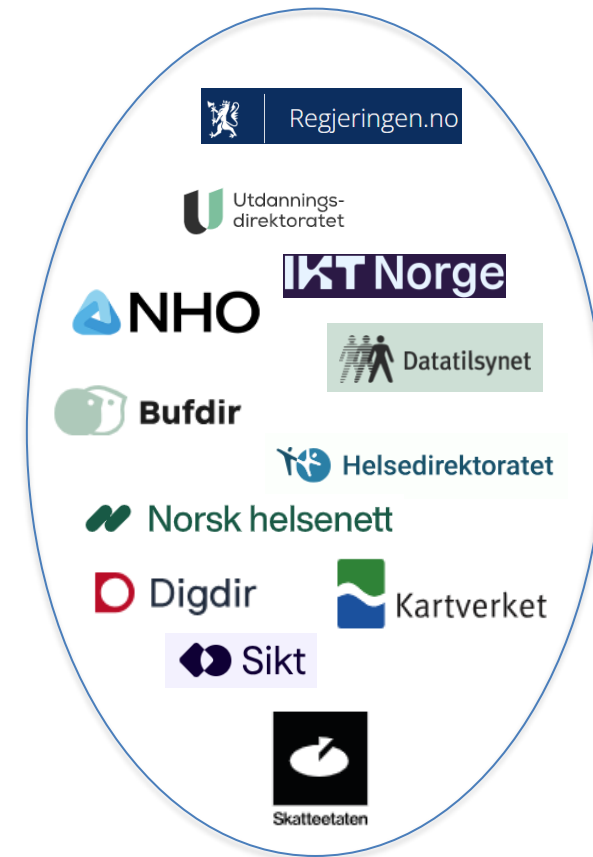 Regjeringen.no
Utdannings-
direktoratet
IKT Norge
NHO
Datatilsynet
Bufdir
Helsedirektoratet
Norsk helsenett
Digdir
Kartverket
Sikt
Skatteetaten